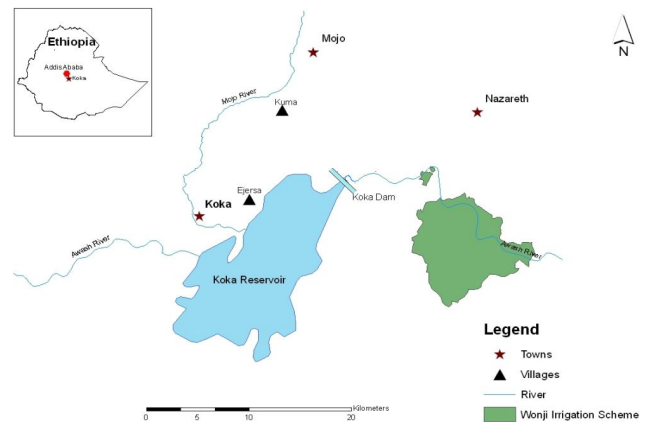 Ethiopia
AddisAbaba
Koka
Mojo
N
Mojo River
Kuma
Nazareth
Ejersa
Koka Dam
Koka
Awash River
Awash River
Koka Reservoir
Legend
Towns
Villages
River
Wonji Irrigation Scheme
Kilometers
0 5 10 20